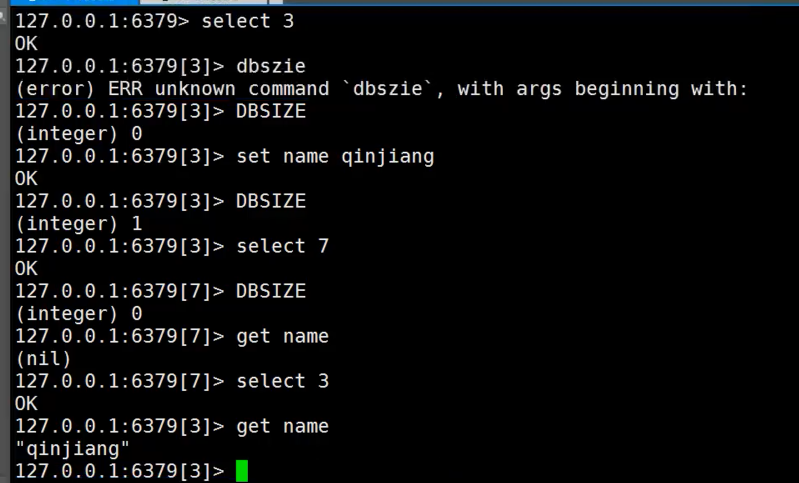 127.0.0.1:6379> select 3
OK
127.0.0.1:6379[3]> dbszie
(error) ERR unknown command `dbszie`, with args beginning with:
127.0.0.1:6379[3]> DBSIZE
(integer) 0
127.0.0.1:6379[3]> set name qinjiang
OK
127.0.0.1:6379[3]> DBSIZE
(integer) 1
127.0.0.1:6379[3]> select 7
OK
127.0.0.1:6379[7]> DBSIZE
(integer) 0
127.0.0.1:6379[7]> get name
(nil)
127.0.0.1:6379[7]> select 3
OK
127.0.0.1:6379[3]> get name
"qinjiang"
127.0.0.1:6379[3]>